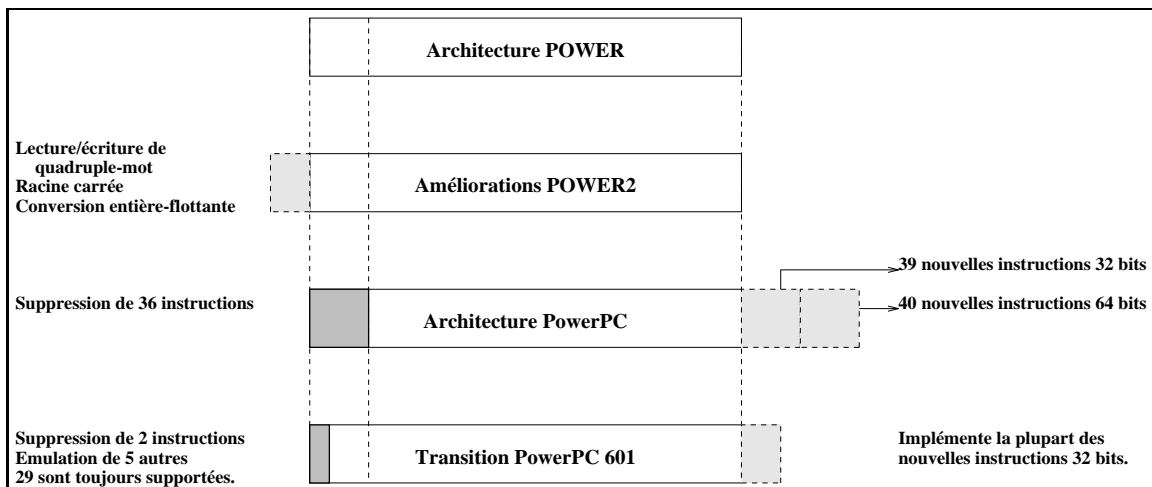 Architecture POWER
Lecture/écriture de
quadruple-mot
Racine carrée
Conversion entière-flottante
Améliorations POWER2
39 nouvelles instructions 32 bits
Suppression de 36 instructions
Architecture PowerPC
40 nouvelles instructions 64 bits
Suppression de 2 instructions
Emulation de 5 autres
29 sont toujours supportées.
Transition PowerPC 601
Implémente la plupart des
nouvelles instructions 32 bits.